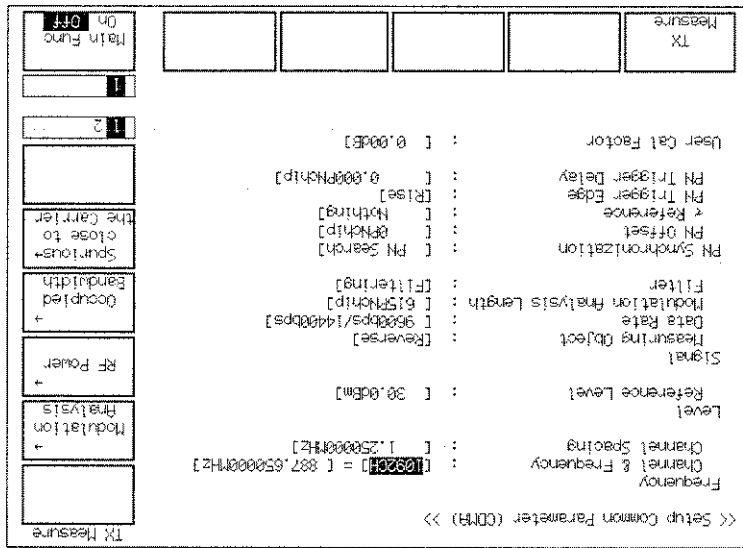 << Setup Common Parameter (CDMA) >>
Frequency
Channel & Frequency : [1092CH] = [ 887.650000MHz]
Channel Spacing : [ 1.250000MHz]
Level
Reference Level : [ 30.0dBm]
Signal
Measuring Object : [Reverse]
Data Rate : [ 9600bps/14400bps]
Modulation Analysis Length : [ 615PNchip]
Filter : [Filtering]
PN Synchronization : [ PN Search]
PN Offset : [ 0PNchip]
* Reference : [ Nothing]
PN Trigger Edge : [Rise]
PN Trigger Delay : [ 0.000PNchip]
User Cal Factor : [ 0.00dB]
TX Measure
→
Modulation
Analysis
→
RF Power
→
Occupied
Bandwidth
Spurious→
close to
the Carrier
1 2
1
Main Func
On Off
TX
Measure